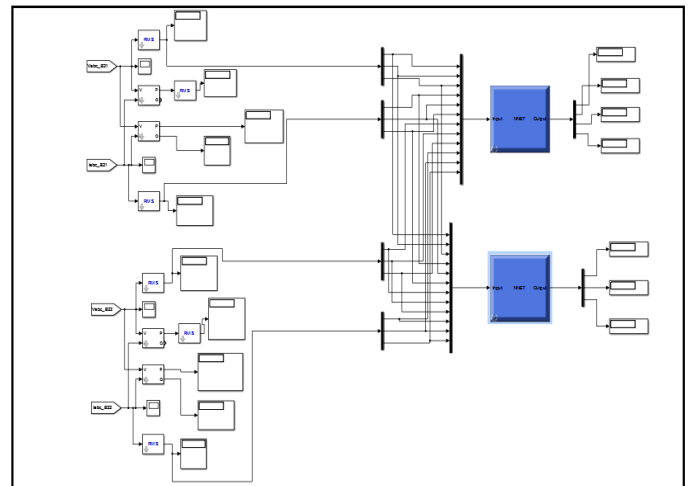 RMS
Vabc_B21
V P
RMS
Q
V P
Q
Iabc_B21
RMS
Input NNET Output
RMS
Vabc_B22
V P
RMS
Q
V P
Q
Iabc_B22
RMS
Input NNET Output